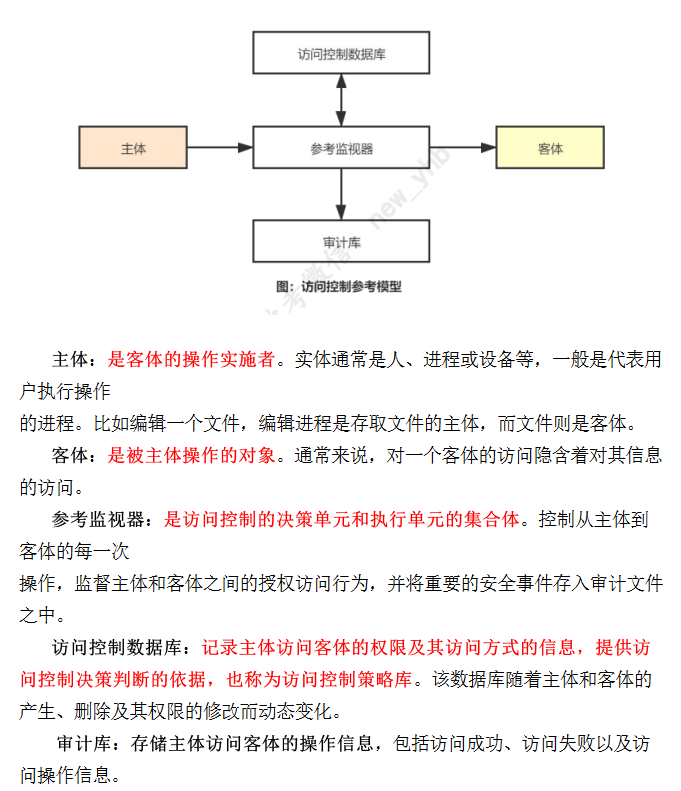 访问控制数据库
主体
参考监视器
客体
审计库
new_yhb
考微信
图：访问控制参考模型
主体：是客体的操作实施者。实体通常是人、进程或设备等，一般是代表用
户执行操作
的进程。比如编辑一个文件，编辑进程是存取文件的主体，而文件则是客体。
客体：是被主体操作的对象。通常来说，对一个客体的访问隐含着对其信息
的访问。
参考监视器：是访问控制的决策单元和执行单元的集合体。控制从主体到
客体的每一次
操作，监督主体和客体之间的授权访问行为，并将重要的安全事件存入审计文件
之中。
访问控制数据库：记录主体访问客体的权限及其访问方式的信息，提供访
问控制决策判断的依据，也称为访问控制策略库。该数据库随着主体和客体的
产生、删除及其权限的修改而动态变化。
审计库：存储主体访问客体的操作信息，包括访问成功、访问失败以及访
问操作信息。